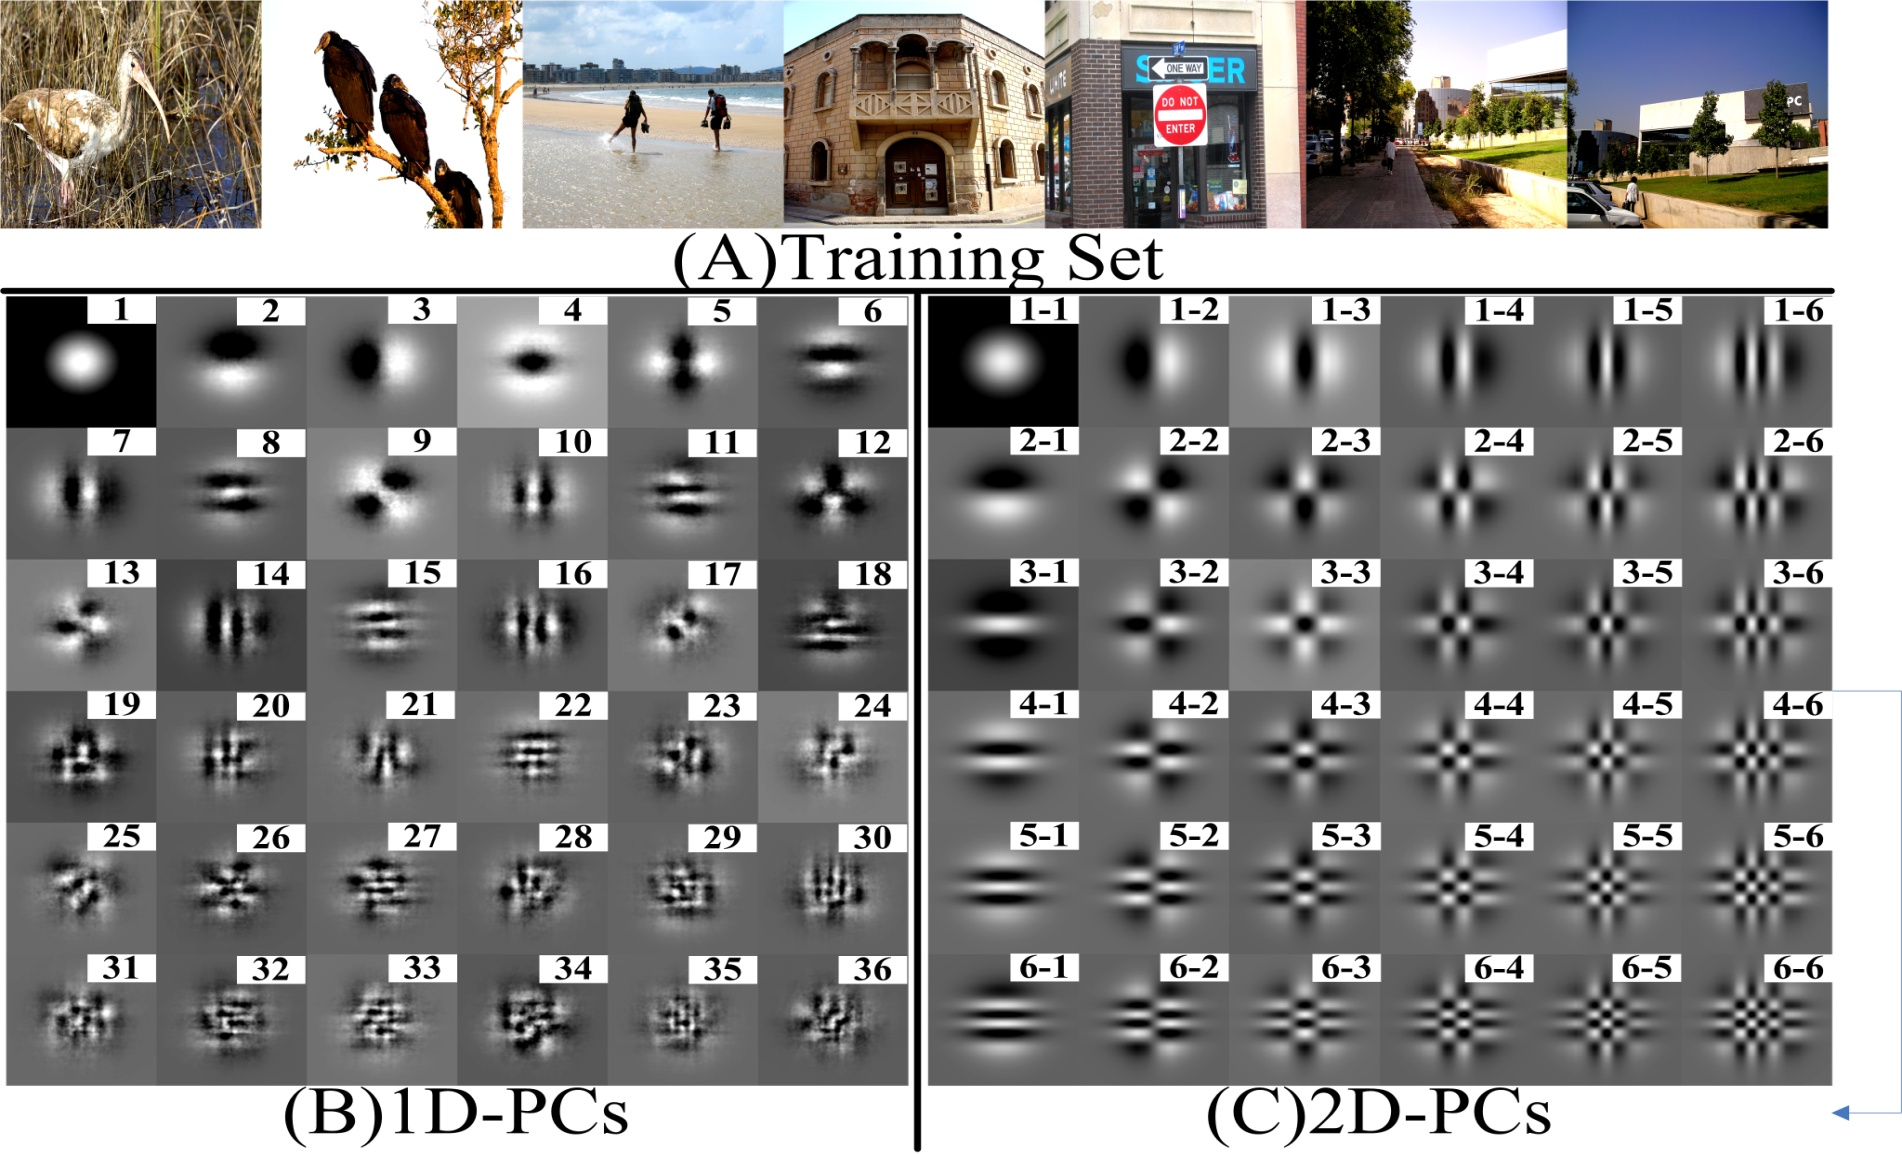 WHITE
SUPER
ONE WAY
DO NOT
ENTER
PC
(A)Training Set
1 2 3 4 5 6
1-1 1-2 1-3 1-4 1-5 1-6
7 8 9 10 11 12
2-1 2-2 2-3 2-4 2-5 2-6
13 14 15 16 17 18
3-1 3-2 3-3 3-4 3-5 3-6
19 20 21 22 23 24
4-1 4-2 4-3 4-4 4-5 4-6
25 26 27 28 29 30
5-1 5-2 5-3 5-4 5-5 5-6
31 32 33 34 35 36
6-1 6-2 6-3 6-4 6-5 6-6
(B)1D-PCs
(C)2D-PCs